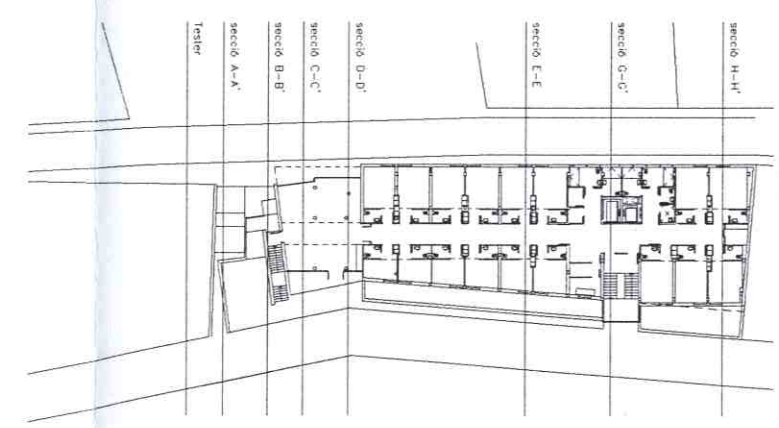 Tester
secció A-A'
secció B-B'
secció C-C'
secció D-D'
secció E-E
secció G-G'
secció H-H'